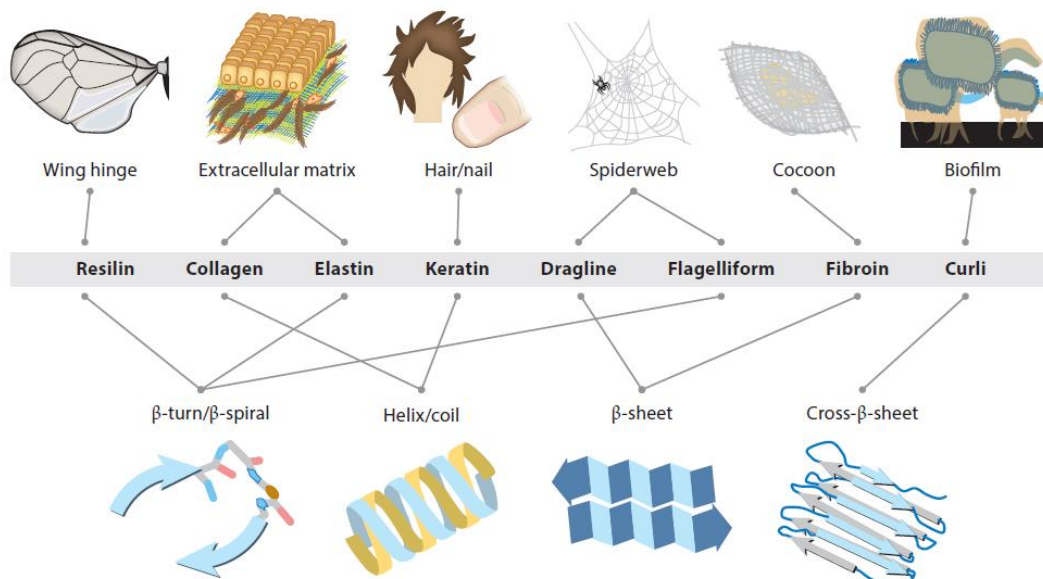 Wing hinge Extracellular matrix Hair/nail Spiderweb Cocoon Biofilm
Resilin Collagen Elastin Keratin Dragline Flagelliform Fibroin Curli
β-turn/β-spiral Helix/coil β-sheet Cross-β-sheet